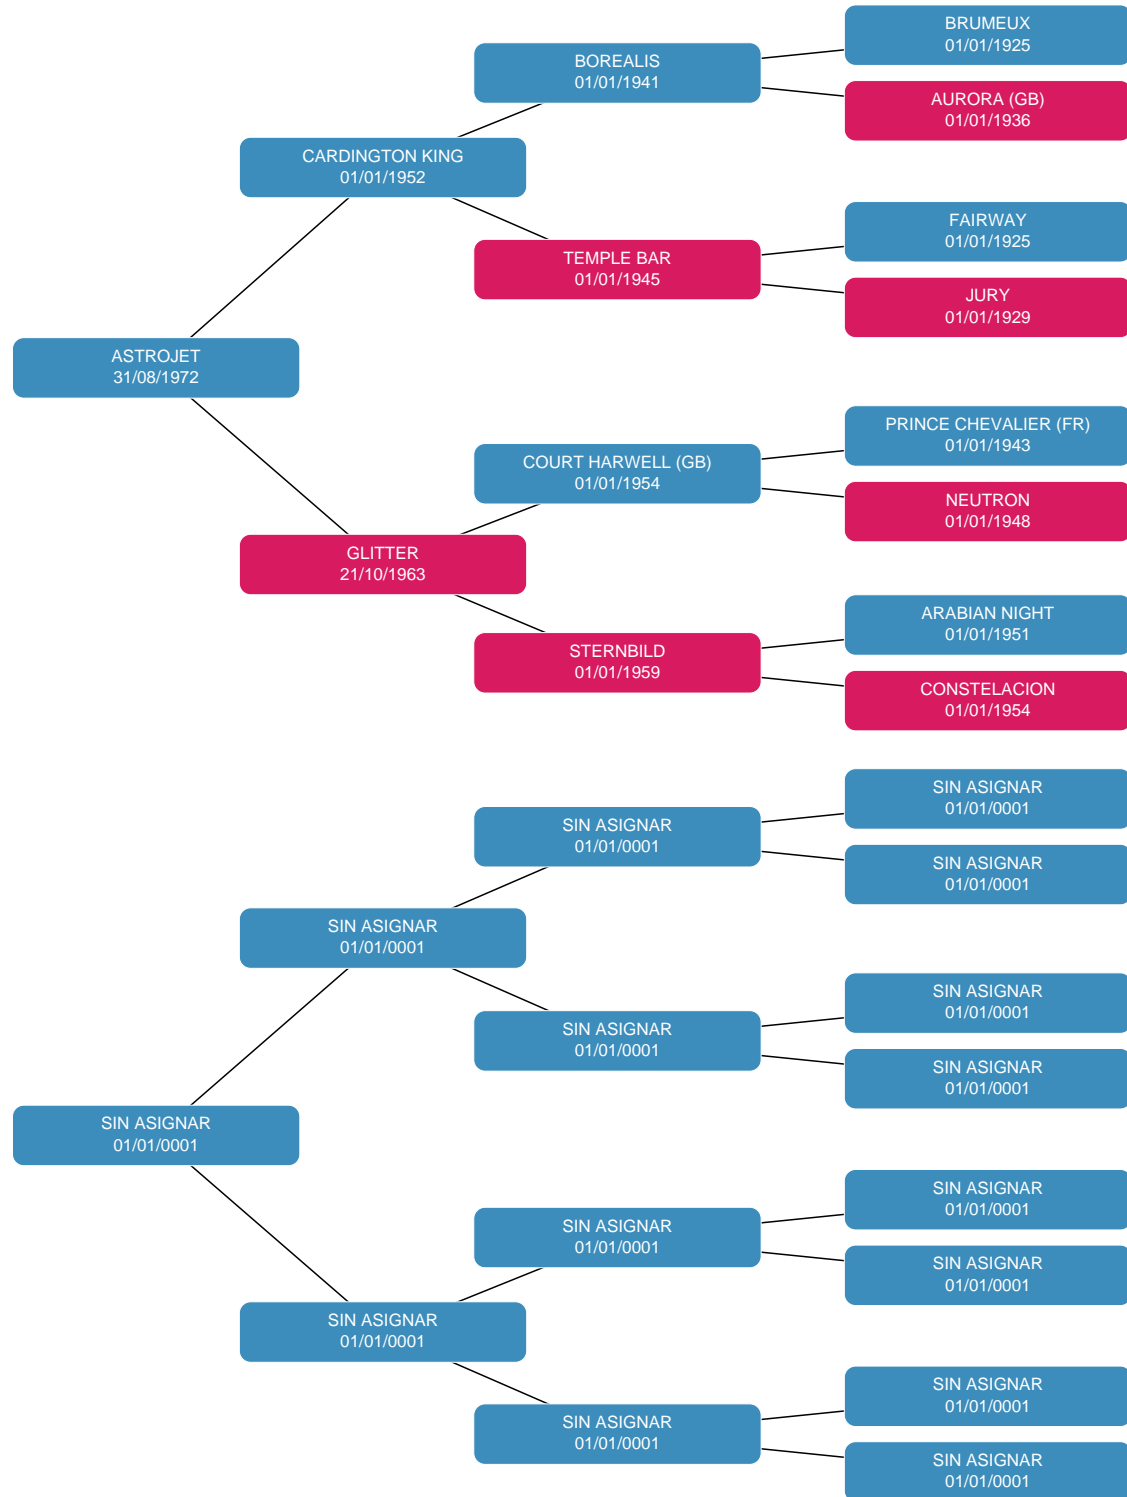 BRUMEUX
01/01/1925
BOREALIS
01/01/1941
AURORA (GB)
01/01/1936
CARDINGTON KING
01/01/1952
FAIRWAY
01/01/1925
TEMPLE BAR
01/01/1945
JURY
01/01/1929
ASTROJET
31/08/1972
PRINCE CHEVALIER (FR)
01/01/1943
COURT HARWELL (GB)
01/01/1954
NEUTRON
01/01/1948
GLITTER
21/10/1963
ARABIAN NIGHT
01/01/1951
STERNBILD
01/01/1959
CONSTELACION
01/01/1954
SIN ASIGNAR
01/01/0001
SIN ASIGNAR
01/01/0001
SIN ASIGNAR
01/01/0001
SIN ASIGNAR
01/01/0001
SIN ASIGNAR
01/01/0001
SIN ASIGNAR
01/01/0001
SIN ASIGNAR
01/01/0001
SIN ASIGNAR
01/01/0001
SIN ASIGNAR
01/01/0001
SIN ASIGNAR
01/01/0001
SIN ASIGNAR
01/01/0001
SIN ASIGNAR
01/01/0001
SIN ASIGNAR
01/01/0001
SIN ASIGNAR
01/01/0001
SIN ASIGNAR
01/01/0001